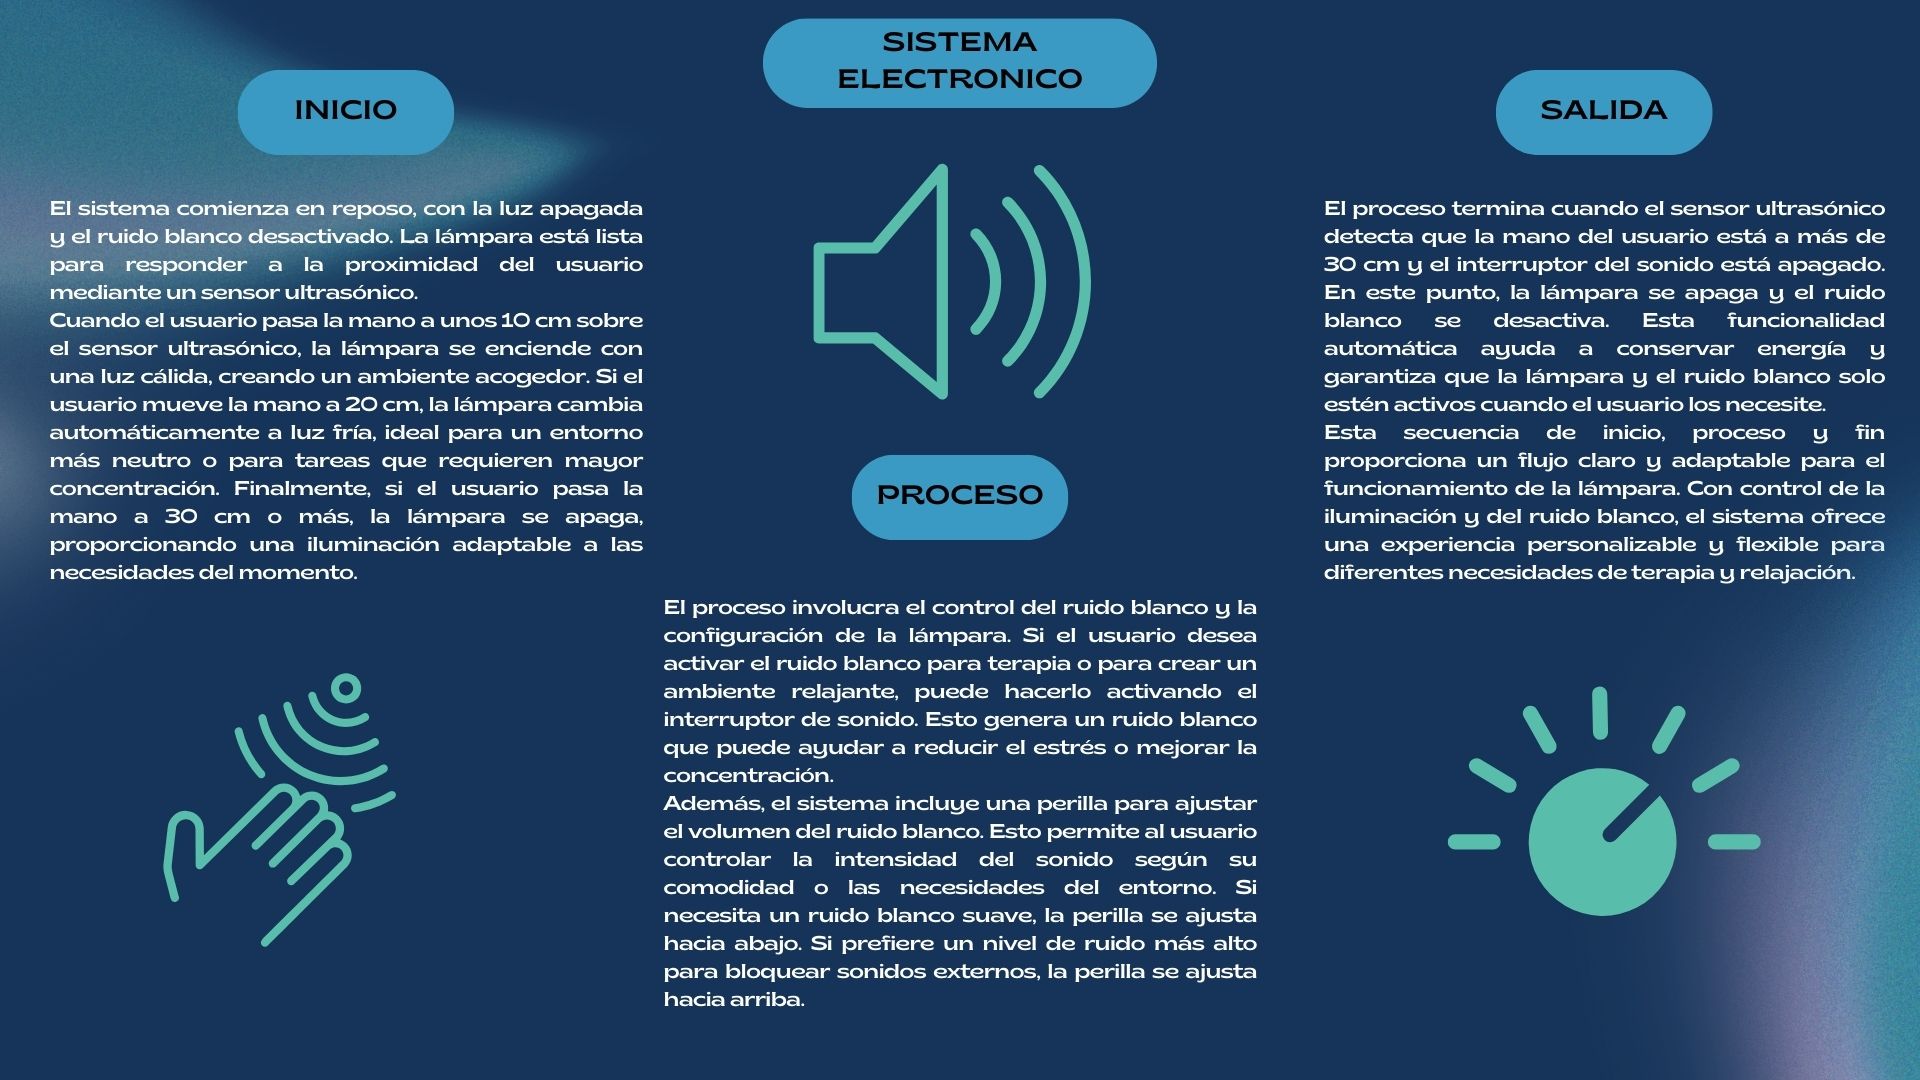 SISTEMA
ELECTRONICO
INICIO
El sistema comienza en reposo, con la luz apagada
y el ruido blanco desactivado. La lámpara está lista
para responder a la proximidad del usuario
mediante un sensor ultrasónico.
Cuando el usuario pasa la mano a unos 10 cm sobre
el sensor ultrasónico, la lámpara se enciende con
una luz cálida, creando un ambiente acogedor. Si el
usuario mueve la mano a 20 cm, la lámpara cambia
automáticamente a luz fría, ideal para un entorno
más neutro o para tareas que requieren mayor
concentración. Finalmente, si el usuario pasa la
mano a 30 cm o más, la lámpara se apaga,
proporcionando una iluminación adaptable a las
necesidades del momento.
PROCESO
El proceso involucra el control del ruido blanco y la
configuración de la lámpara. Si el usuario desea
activar el ruido blanco para terapia o para crear un
ambiente relajante, puede hacerlo activando el
interruptor de sonido. Esto genera un ruido blanco
que puede ayudar a reducir el estrés o mejorar la
concentración.
Además, el sistema incluye una perilla para ajustar
el volumen del ruido blanco. Esto permite al usuario
controlar la intensidad del sonido según su
comodidad o las necesidades del entorno. Si
necesita un ruido blanco suave, la perilla se ajusta
hacia abajo. Si prefiere un nivel de ruido más alto
para bloquear sonidos externos, la perilla se ajusta
hacia arriba.
SALIDA
El proceso termina cuando el sensor ultrasónico
detecta que la mano del usuario está a más de
30 cm y el interruptor del sonido está apagado.
En este punto, la lámpara se apaga y el ruido
blanco se desactiva. Esta funcionalidad
automática ayuda a conservar energía y
garantiza que la lámpara y el ruido blanco solo
estén activos cuando el usuario los necesite.
Esta secuencia de inicio, proceso y fin
proporciona un flujo claro y adaptable para el
funcionamiento de la lámpara. Con control de la
iluminación y del ruido blanco, el sistema ofrece
una experiencia personalizable y flexible para
diferentes necesidades de terapia y relajación.